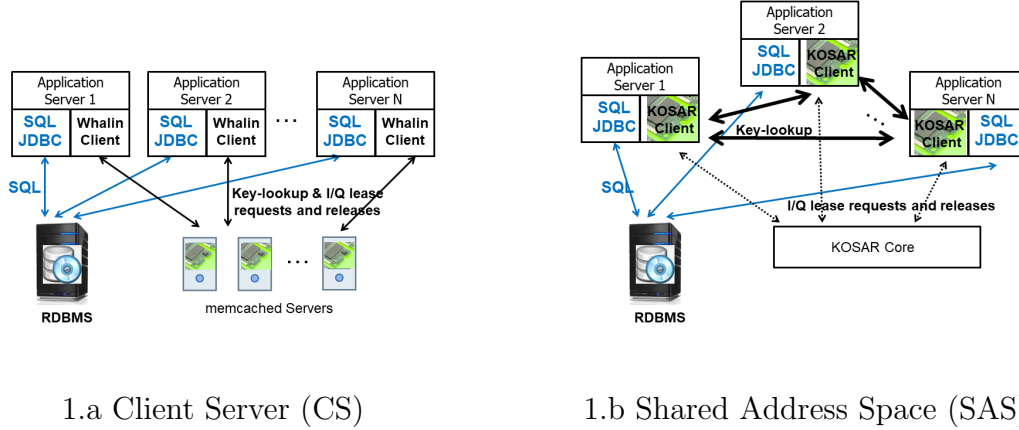 Application
Server 1
SQL
JDBC
Whalin
Client
Application
Server 2
SQL
JDBC
Whalin
Client
...
Application
Server N
SQL
JDBC
Whalin
Client
SQL
Key-lookup & I/Q lease
requests and releases
...
RDBMS
memcached Servers
1.a Client Server (CS)
Application
Server 2
SQL
JDBC
KOSAR
Client
Application
Server 1
SQL
JDBC
KOSAR
Client
Key-lookup
...
Application
Server N
KOSAR
Client
SQL
JDBC
SQL
I/Q lease requests and releases
KOSAR Core
RDBMS
1.b Shared Address Space (SAS)